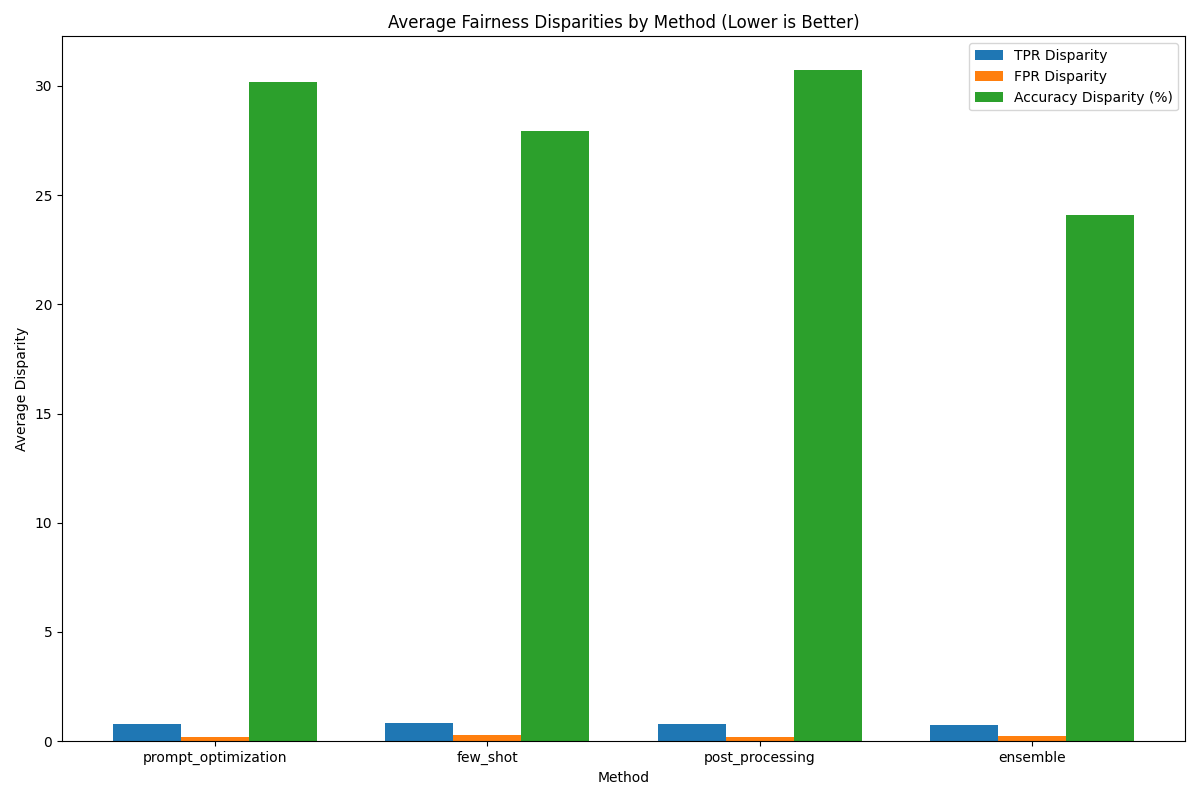 Average Fairness Disparities by Method (Lower is Better)
TPR Disparity
FPR Disparity
Accuracy Disparity (%)
Average Disparity
30
25
20
15
10
5
0
prompt_optimization
few_shot
post_processing
ensemble
Method